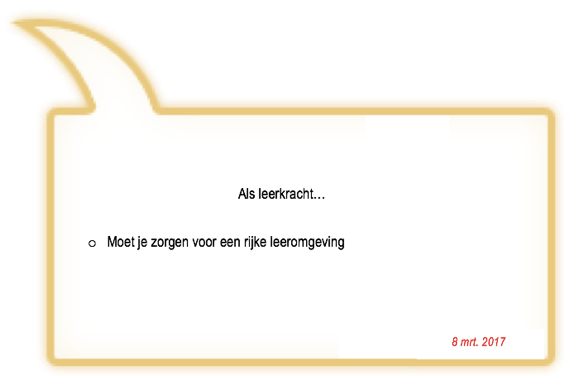 Als leerkracht…
o Moet je zorgen voor een rijke leeromgeving
8 mrt. 2017